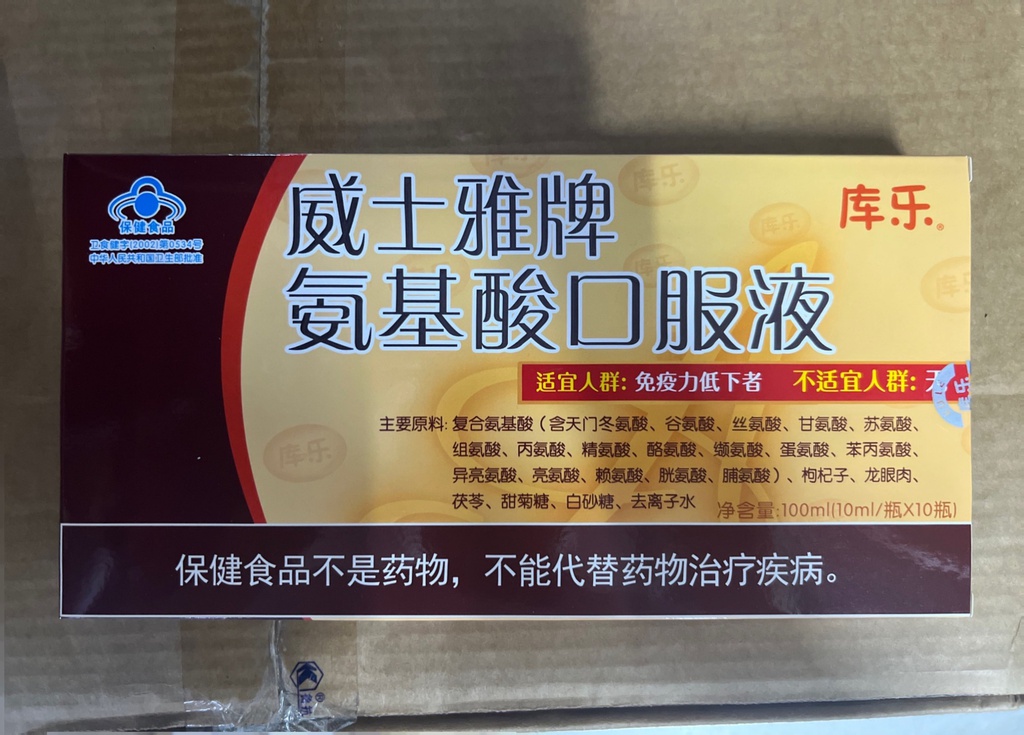 保健食品
卫食健字(2002)第0534号
中华人民共和国卫生部批准
威士雅牌
氨基酸口服液
库乐®
适宜人群: 免疫力低下者 不适宜人群:
主要原料: 复合氨基酸（含天门冬氨酸、谷氨酸、丝氨酸、甘氨酸、苏氨酸、
组氨酸、丙氨酸、精氨酸、酪氨酸、缬氨酸、蛋氨酸、苯丙氨酸、
异亮氨酸、亮氨酸、赖氨酸、胱氨酸、脯氨酸）、枸杞子、龙眼肉、
茯苓、甜菊糖、白砂糖、去离子水
净含量:100ml(10ml/瓶X10瓶)
保健食品不是药物，不能代替药物治疗疾病。
库乐
库乐
库乐